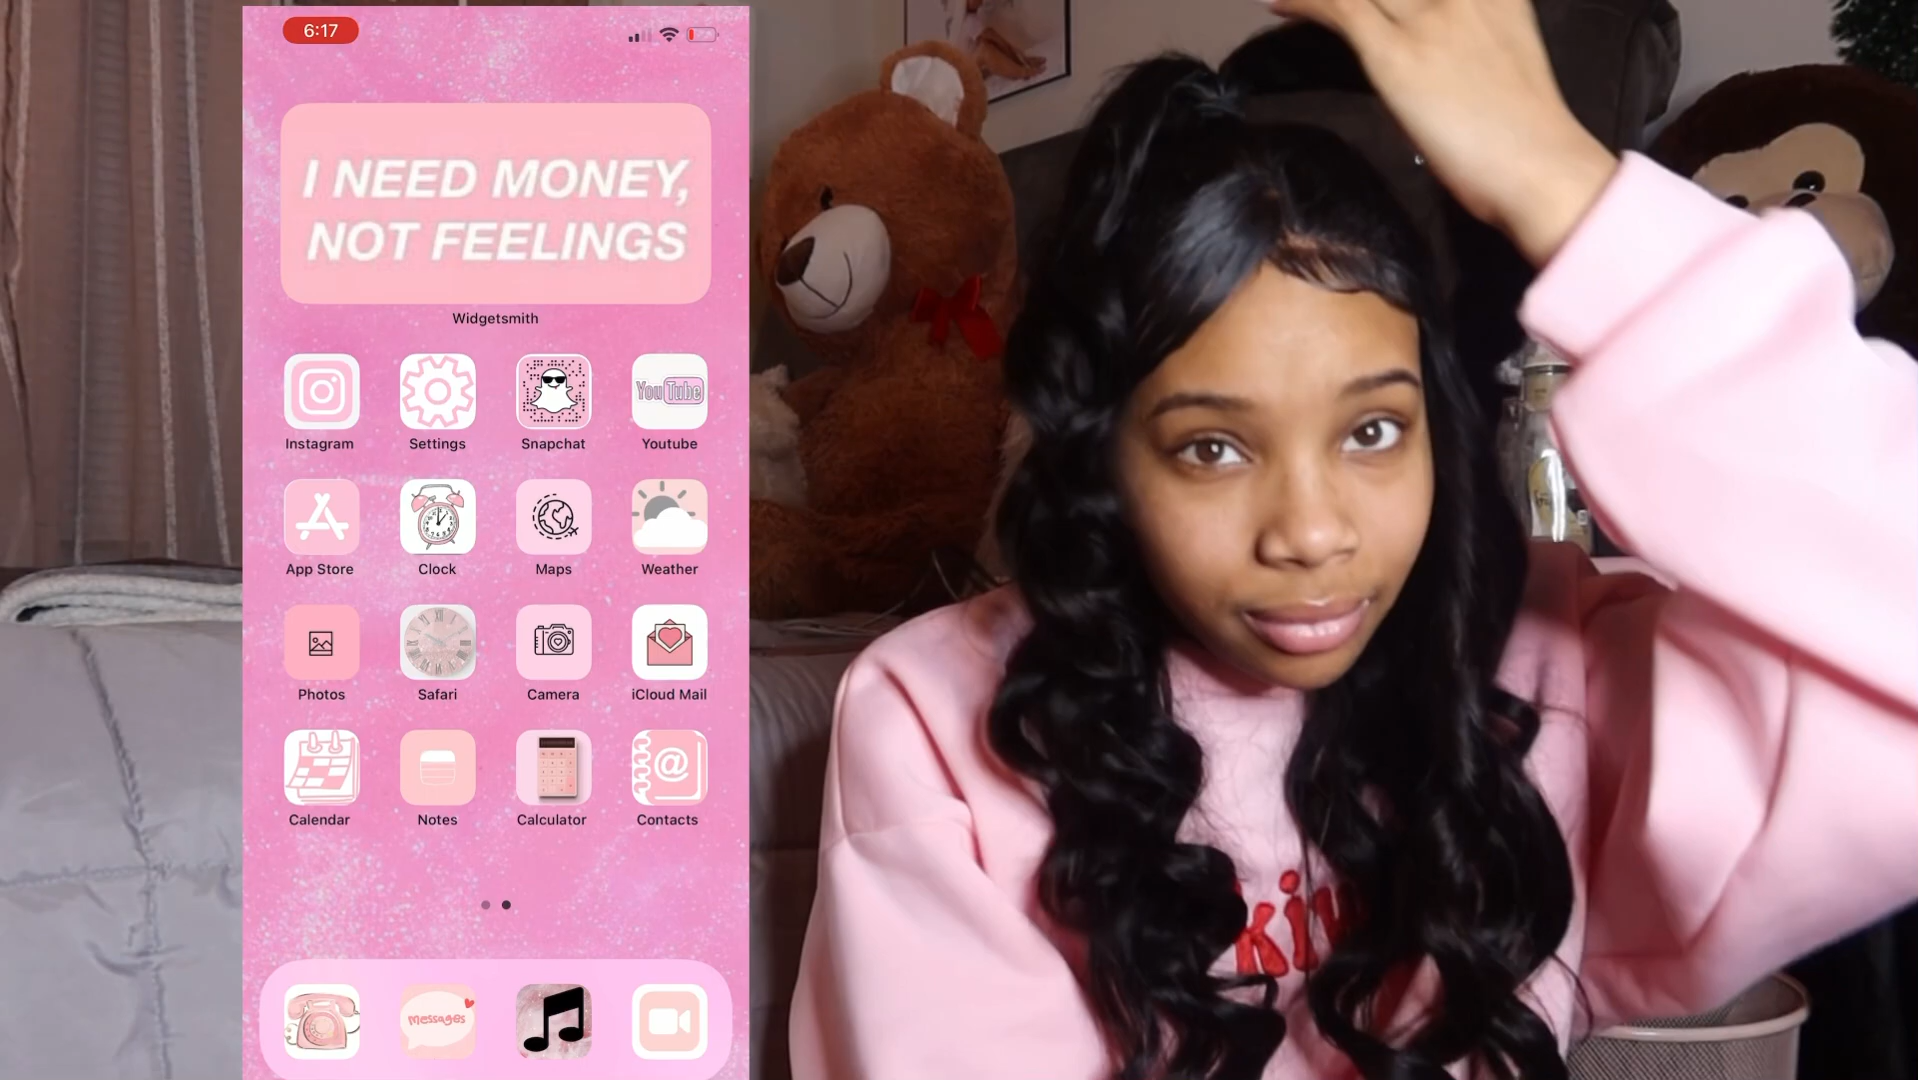 6:17
I NEED MONEY,
NOT FEELINGS
Widgetsmith
YouTube
Instagram Settings Snapchat Youtube
App Store Clock Maps Weather
Photos Safari Camera iCloud Mail
@
Calendar Notes Calculator Contacts
messages